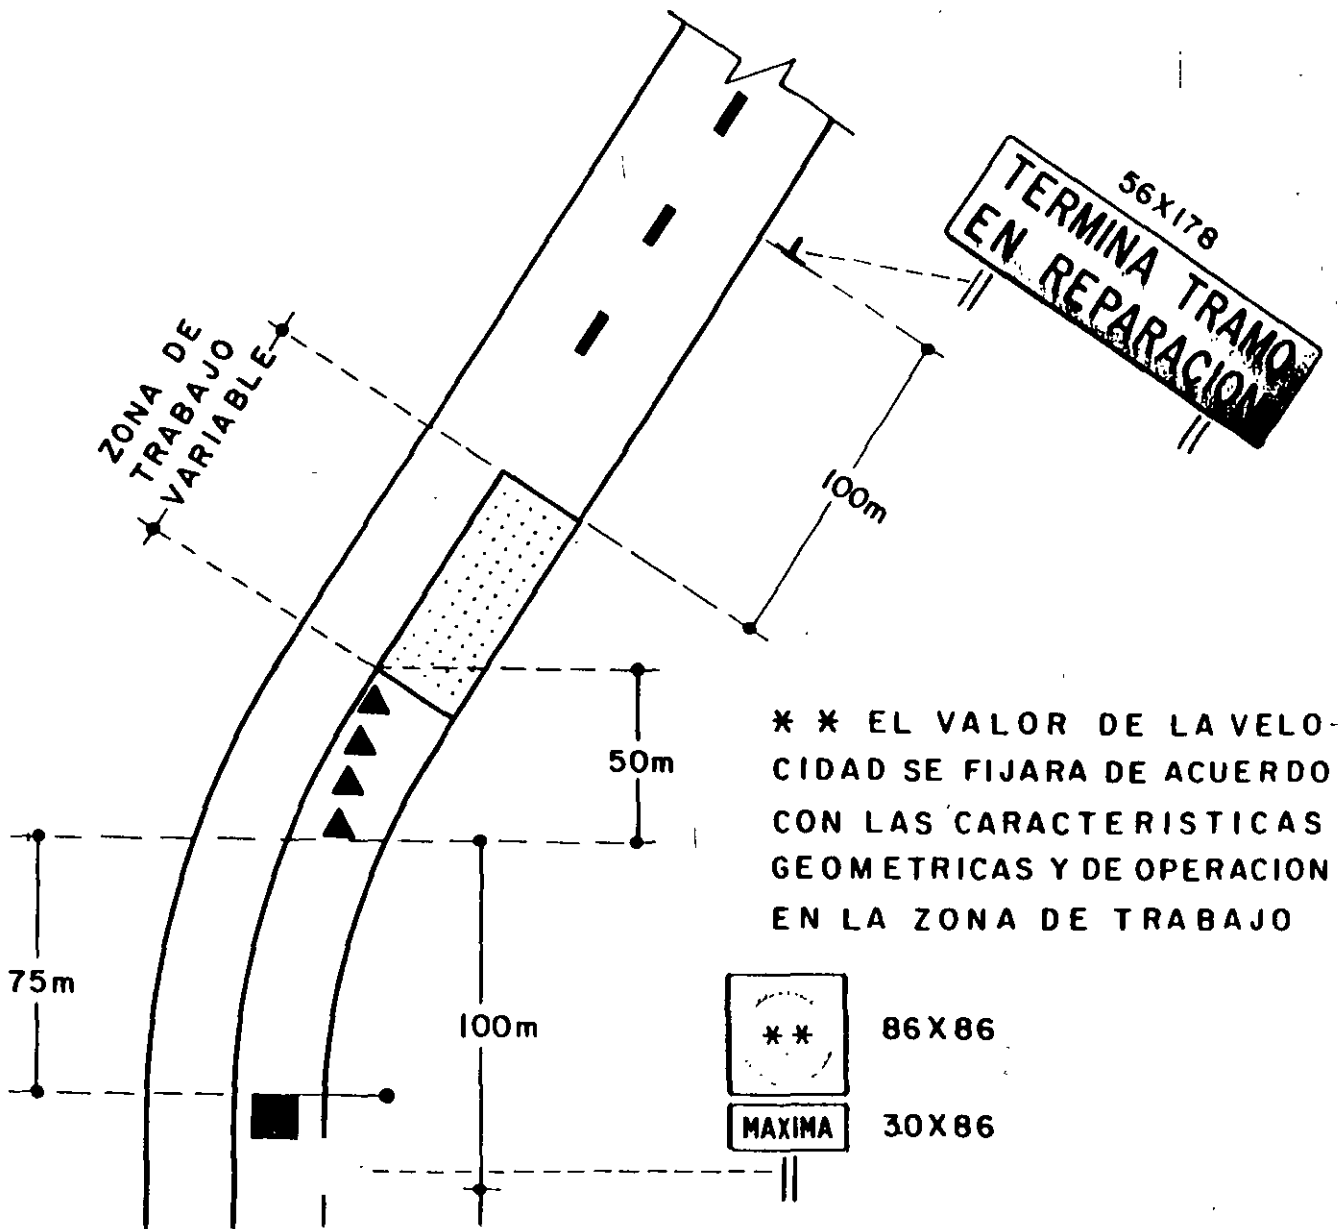 56X178
TERMINA TRAMO
EN REPARACION
ZONA DE
TRABAJO
VARIABLE
100m
50m
75m
100m
* * EL VALOR DE LA VELO-
CIDAD SE FIJARA DE ACUERDO
CON LAS CARACTERISTICAS
GEOMETRICAS Y DE OPERACION
EN LA ZONA DE TRABAJO
* *
86X86
MAXIMA
30X86